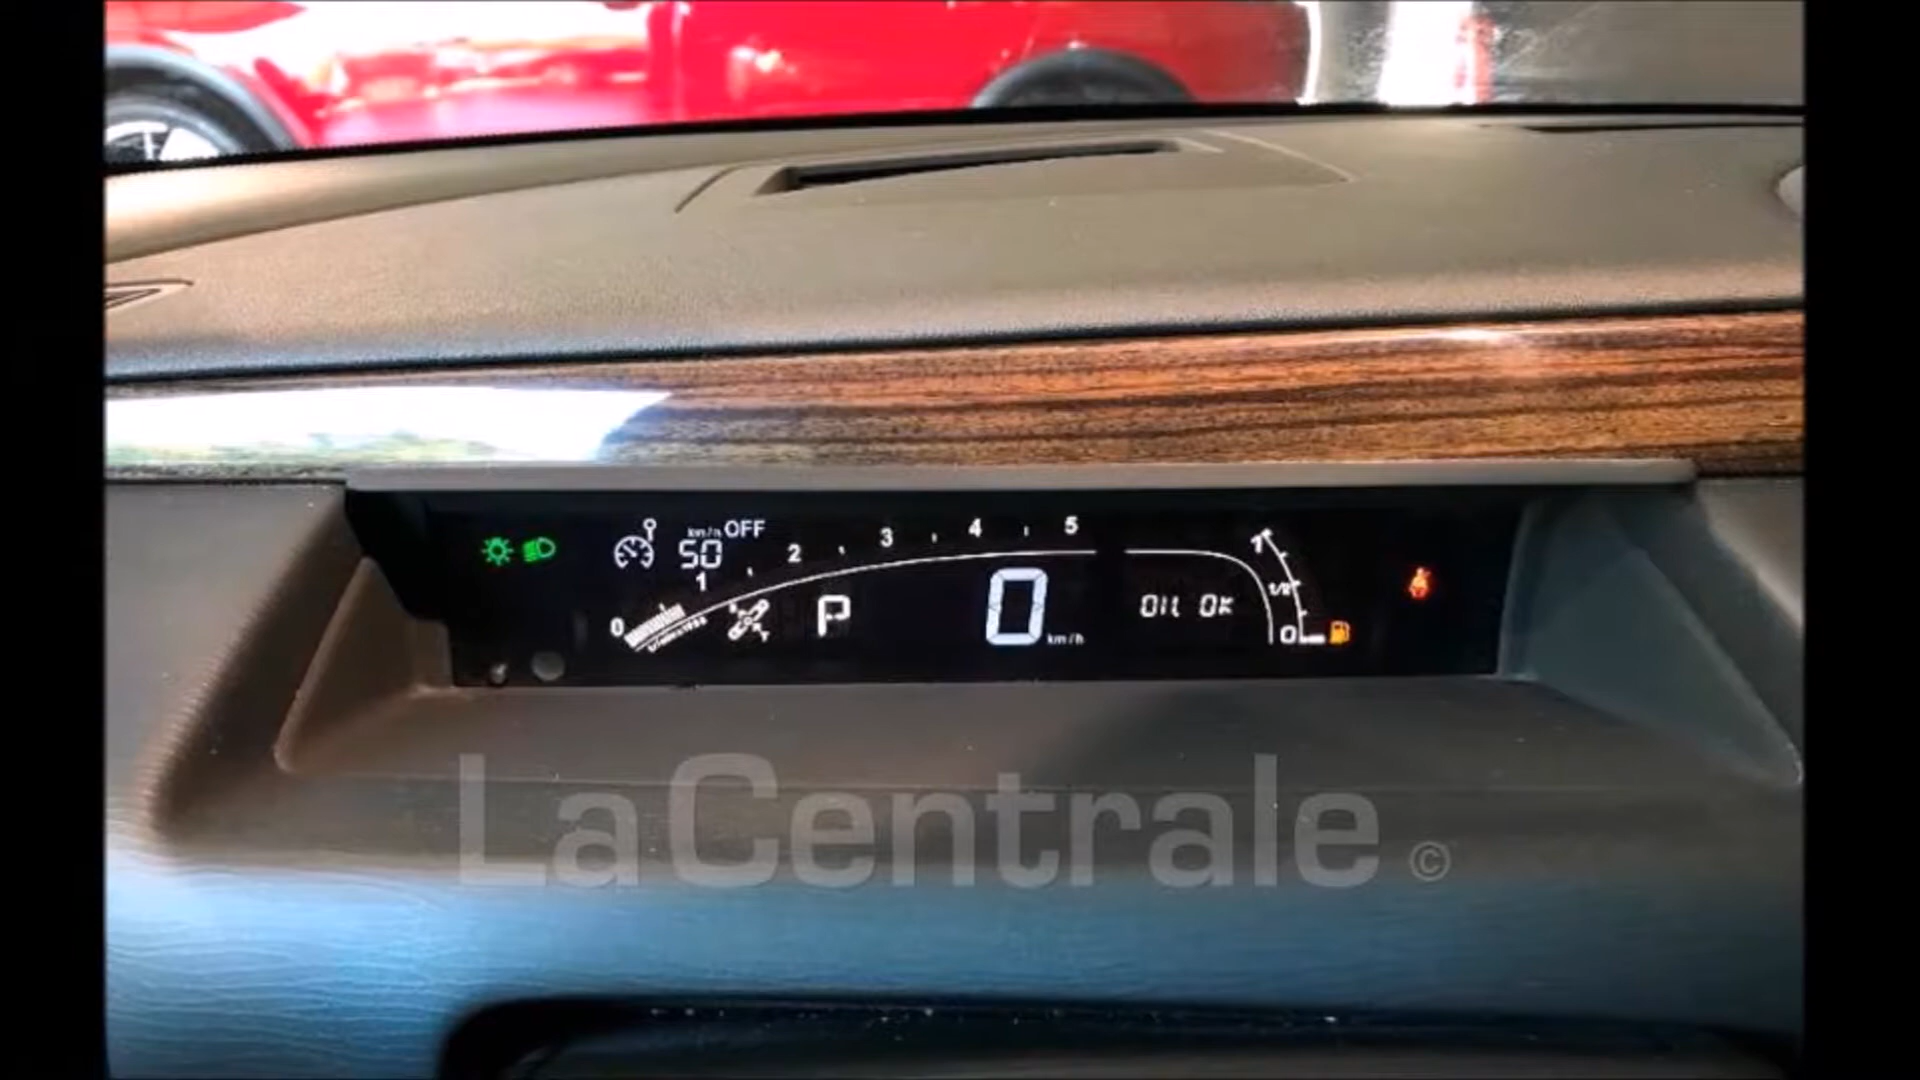 km/h OFF
50
0 1 2 3 4 5
P
0 km/h
OIL OK
1
1/2
0
LaCentrale ©